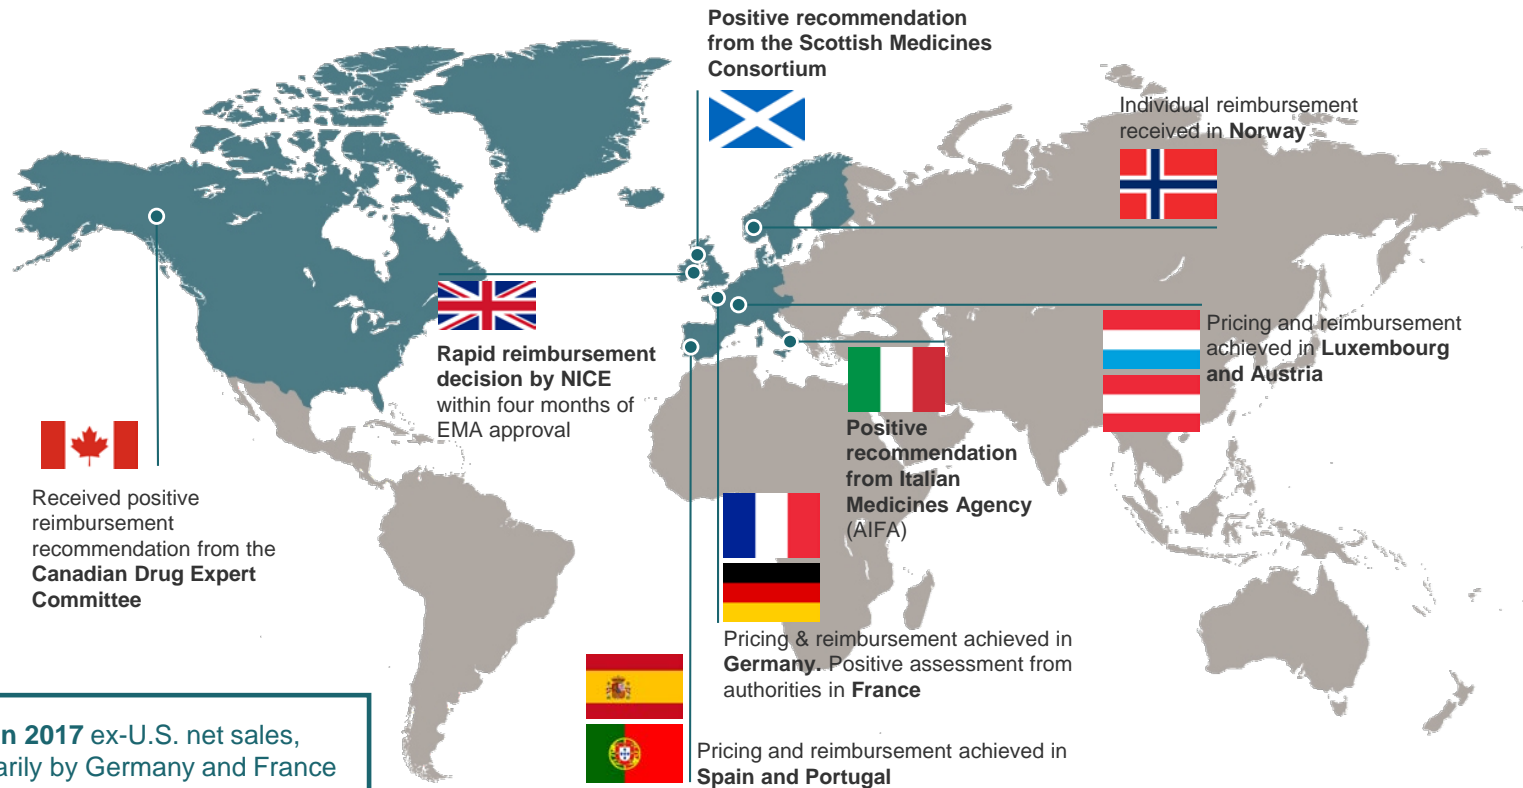 Positive recommendation
from the Scottish Medicines
Consortium
Individual reimbursement
received in Norway
Rapid reimbursement
decision by NICE
within four months of
EMA approval
Pricing and reimbursement
achieved in Luxembourg
and Austria
Positive
recommendation
from Italian
Medicines Agency
(AIFA)
Received positive
reimbursement
recommendation from the
Canadian Drug Expert
Committee
Pricing & reimbursement achieved in
Germany. Positive assessment from
authorities in France
Pricing and reimbursement achieved in
Spain and Portugal
2017 ex-U.S. net sales,
by Germany and France